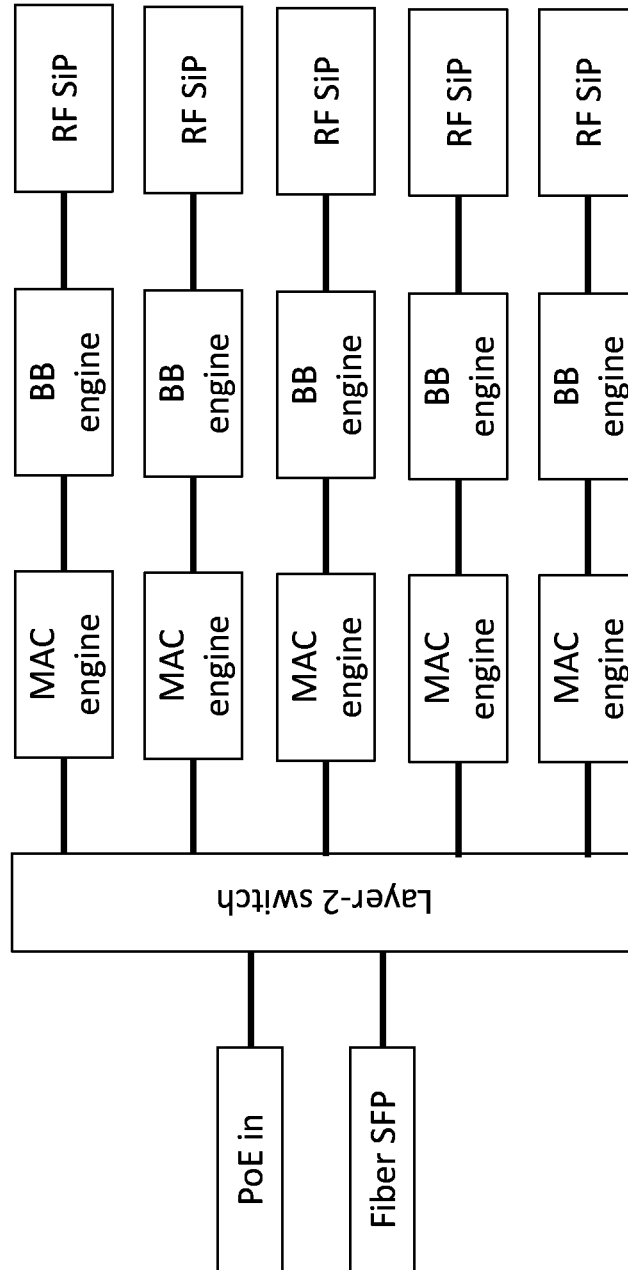 RF SiP
RF SiP
RF SiP
RF SiP
RF SiP
BB
engine
BB
engine
BB
engine
BB
engine
BB
engine
MAC
engine
MAC
engine
MAC
engine
MAC
engine
MAC
engine
Layer-2 switch
PoE in
Fiber SFP